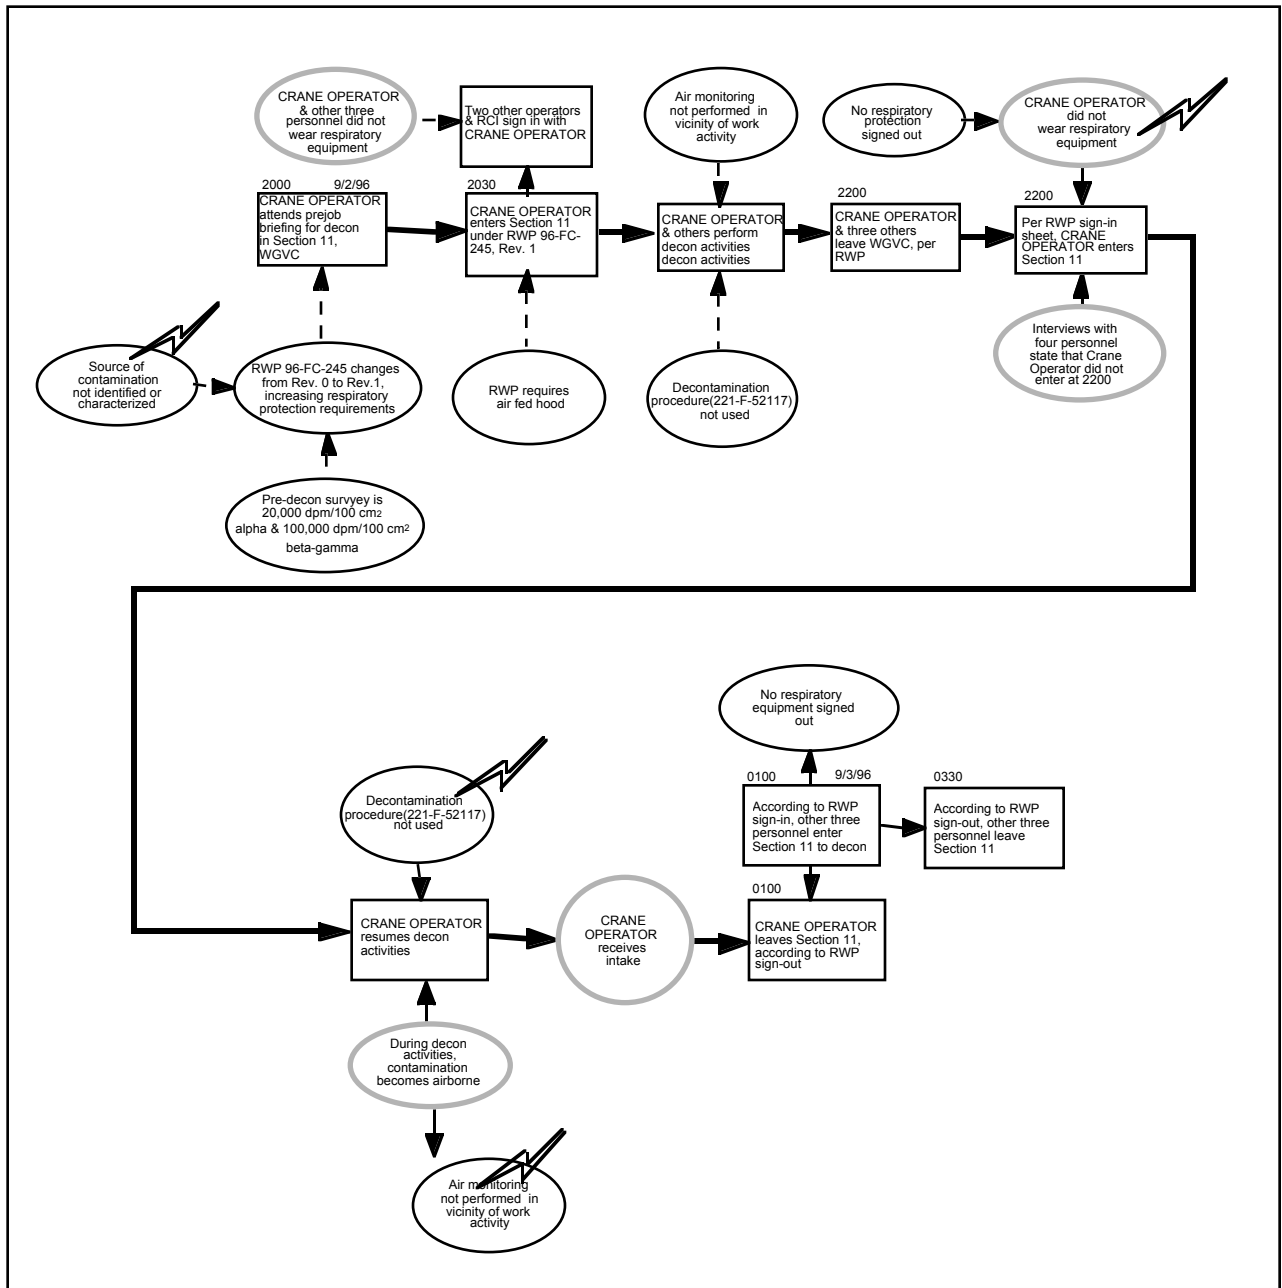 CRANE OPERATOR
& other three
personnel did not
wear respiratory
equipment
Two other operators
& RCI sign in with
CRANE OPERATOR
Air monitoring
not performed in
vicinity of work
activity
No respiratory
protection
signed out
CRANE OPERATOR
did not
wear respiratory
equipment
2000 9/2/96
CRANE OPERATOR
attends prejob
briefing for decon
in Section 11,
WGVC
2030
CRANE OPERATOR
enters Section 11
under RWP 96-FC-
245, Rev. 1
CRANE OPERATOR
& others perform
decon activities
decon activities
2200
CRANE OPERATOR
& three others
leave WGVC, per
RWP
2200
Per RWP sign-in
sheet, CRANE
OPERATOR enters
Section 11
Source of
contamination
not identified or
characterized
RWP 96-FC-245 changes
from Rev. 0 to Rev.1,
increasing respiratory
protection requirements
RWP requires
air fed hood
Decontamination
procedure(221-F-52117)
not used
Interviews with
four personnel
state that Crane
Operator did not
enter at 2200
Pre-decon survyey is
20,000 dpm/100 cm2
alpha & 100,000 dpm/100 cm2
beta-gamma
No respiratory
equipment signed
out
Decontamination
procedure(221-F-52117)
not used
0100 9/3/96
According to RWP
sign-in, other three
personnel enter
Section 11 to decon
0330
According to RWP
sign-out, other three
personnel leave
Section 11
CRANE OPERATOR
resumes decon
activities
CRANE
OPERATOR
receives
intake
0100
CRANE OPERATOR
leaves Section 11,
according to RWP
sign-out
During decon
activities,
contamination
becomes airborne
Air monitoring
not performed in
vicinity of work
activity